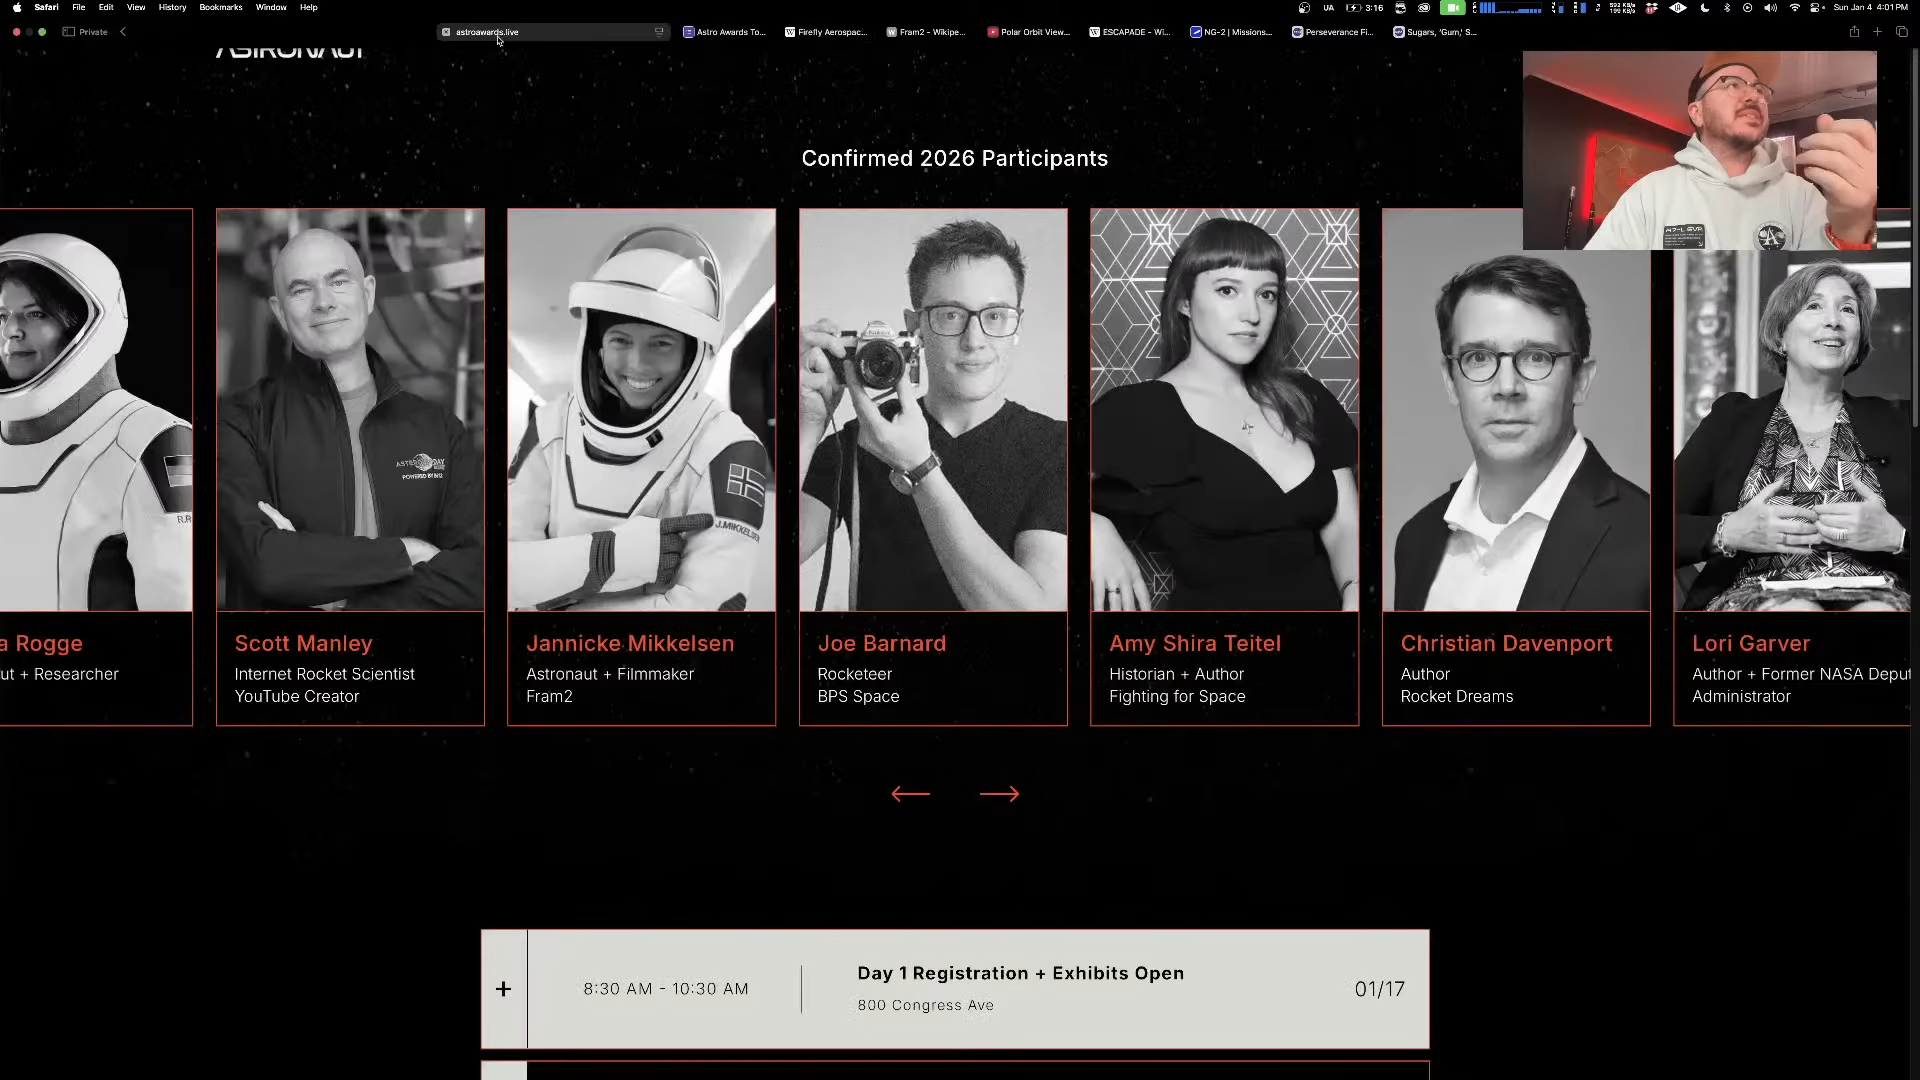 Safari File Edit View History Bookmarks Window Help
UA 3:16 Sun Jan 4 4:01 PM
Private
astroawards.live
Astro Awards To...
Firefly Aerospac...
Fram2 - Wikipe...
Polar Orbit View...
ESCAPADE - Wi...
NG-2 | Missions...
Perseverance Fi...
Sugars, ‘Gum,’ S...
ASTRONAUT
Confirmed 2026 Participants
J.MIKKELSEN
a Rogge
ut + Researcher
Scott Manley
Internet Rocket Scientist
YouTube Creator
Jannicke Mikkelsen
Astronaut + Filmmaker
Fram2
Joe Barnard
Rocketeer
BPS Space
Amy Shira Teitel
Historian + Author
Fighting for Space
Christian Davenport
Author
Rocket Dreams
Lori Garver
Author + Former NASA Deput
Administrator
+ 8:30 AM - 10:30 AM
Day 1 Registration + Exhibits Open
800 Congress Ave
01/17